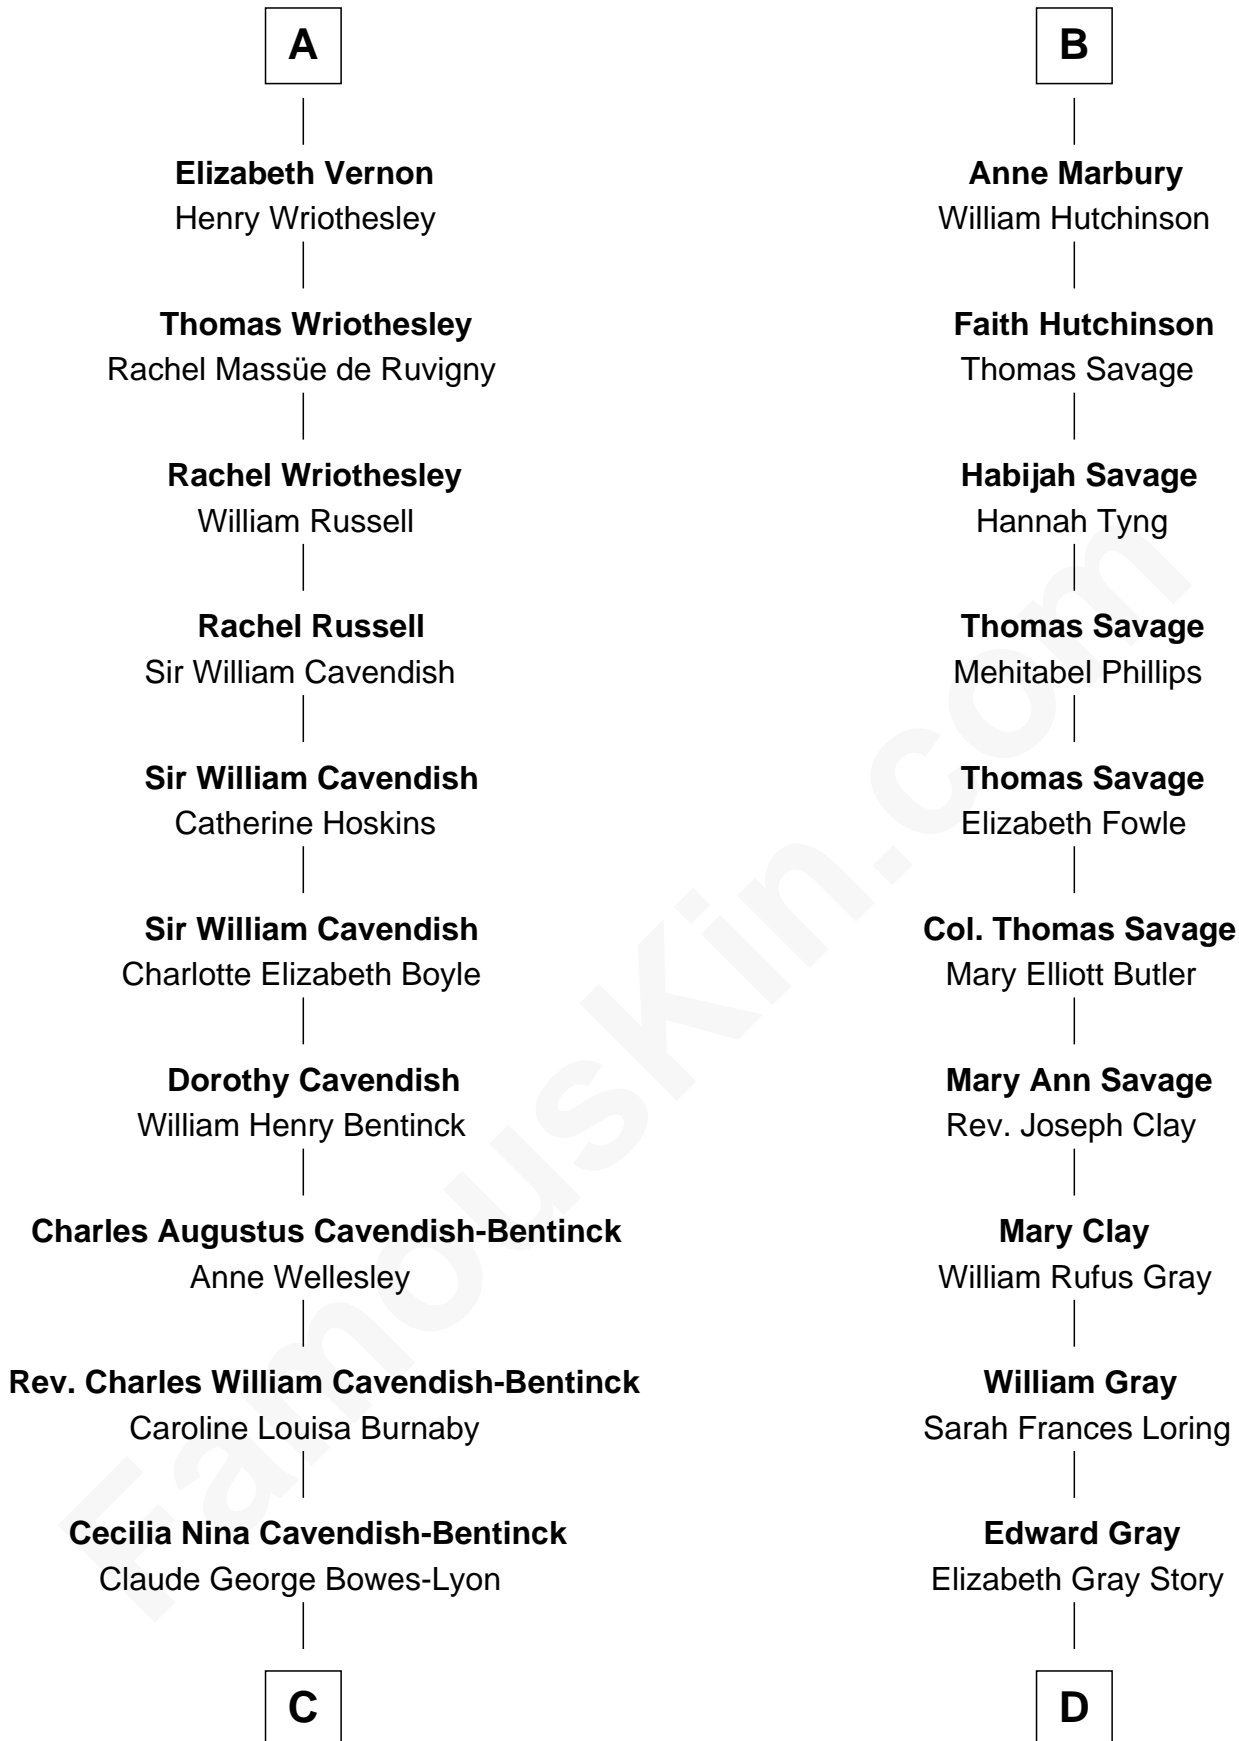 A
Elizabeth Vernon
Henry Wriothesley
Thomas Wriothesley
Rachel Massüe de Ruvigny
Rachel Wriothesley
William Russell
Rachel Russell
Sir William Cavendish
Sir William Cavendish
Catherine Hoskins
Sir William Cavendish
Charlotte Elizabeth Boyle
Dorothy Cavendish
William Henry Bentinck
Charles Augustus Cavendish-Bentinck
Anne Wellesley
Rev. Charles William Cavendish-Bentinck
Caroline Louisa Burnaby
Cecilia Nina Cavendish-Bentinck
Claude George Bowes-Lyon
C
B
Anne Marbury
William Hutchinson
Faith Hutchinson
Thomas Savage
Habijah Savage
Hannah Tyng
Thomas Savage
Mehitabel Phillips
Thomas Savage
Elizabeth Fowle
Col. Thomas Savage
Mary Elliott Butler
Mary Ann Savage
Rev. Joseph Clay
Mary Clay
William Rufus Gray
William Gray
Sarah Frances Loring
Edward Gray
Elizabeth Gray Story
D
FamousKin.com